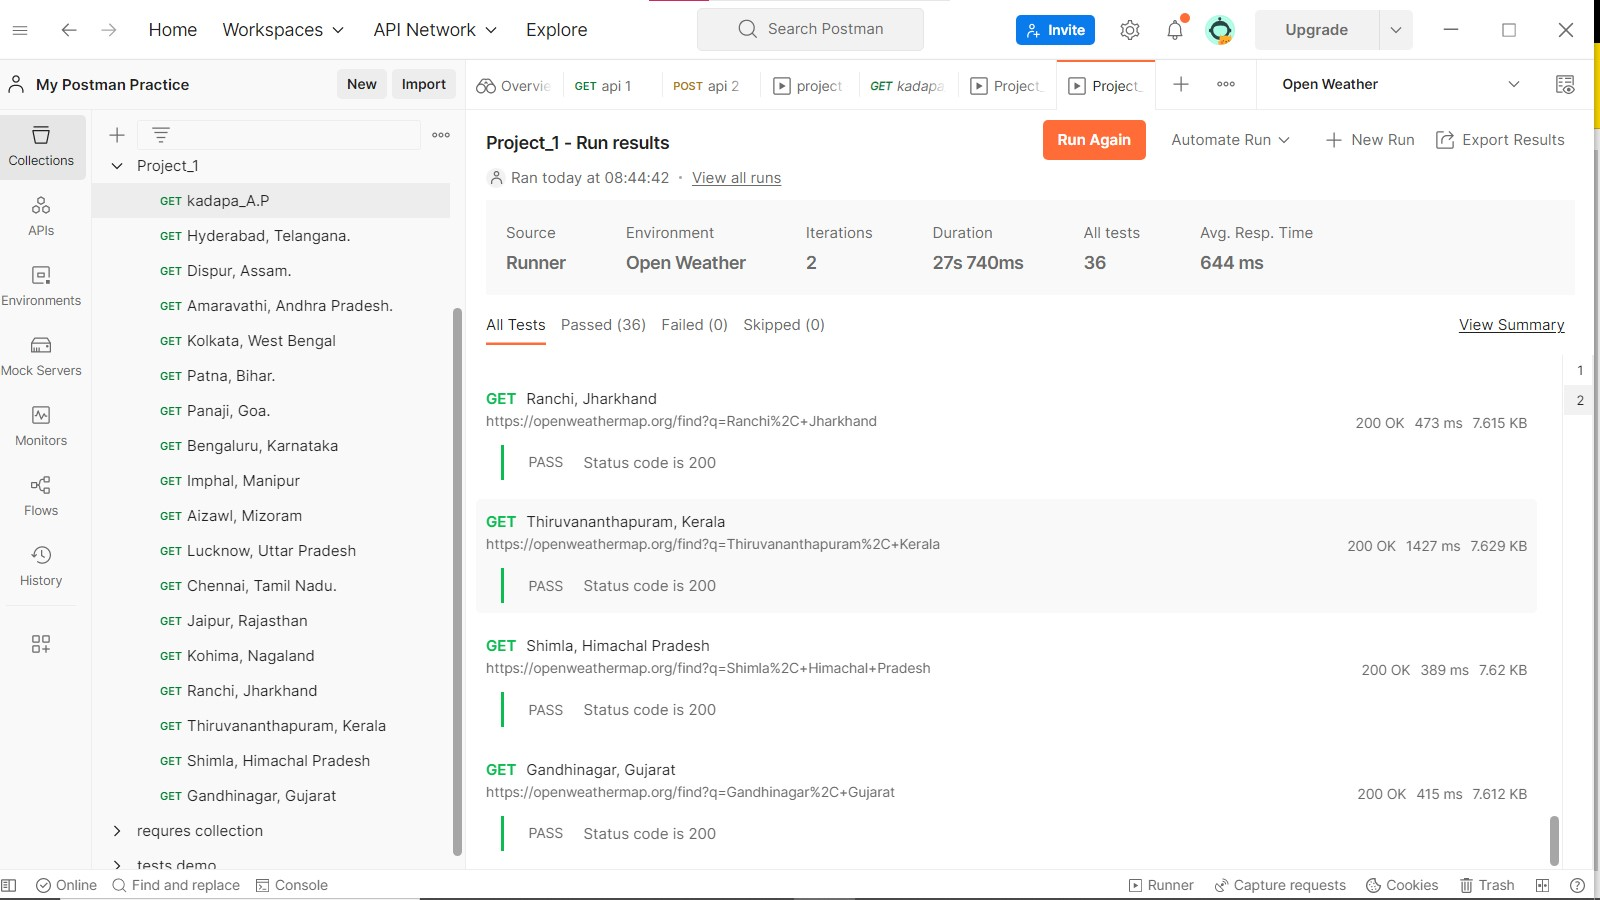 Home Workspaces API Network Explore Search Postman Invite Upgrade
My Postman Practice New Import Overvie GET api 1 POST api 2 project GET kadapa Project_ Project_ Open Weather
Collections
APIs
Environments
Mock Servers
Monitors
Flows
History
Project_1
GET kadapa_A.P
GET Hyderabad, Telangana.
GET Dispur, Assam.
GET Amaravathi, Andhra Pradesh.
GET Kolkata, West Bengal
GET Patna, Bihar.
GET Panaji, Goa.
GET Bengaluru, Karnataka
GET Imphal, Manipur
GET Aizawl, Mizoram
GET Lucknow, Uttar Pradesh
GET Chennai, Tamil Nadu.
GET Jaipur, Rajasthan
GET Kohima, Nagaland
GET Ranchi, Jharkhand
GET Thiruvananthapuram, Kerala
GET Shimla, Himachal Pradesh
GET Gandhinagar, Gujarat
requres collection
tests demo
Project_1 - Run results Run Again Automate Run New Run Export Results
Ran today at 08:44:42 · View all runs
Source Environment Iterations Duration All tests Avg. Resp. Time
Runner Open Weather 2 27s 740ms 36 644 ms
All Tests Passed (36) Failed (0) Skipped (0) View Summary
1
2
GET Ranchi, Jharkhand
https://openweathermap.org/find?q=Ranchi%2C+Jharkhand 200 OK 473 ms 7.615 KB
PASS Status code is 200
GET Thiruvananthapuram, Kerala
https://openweathermap.org/find?q=Thiruvananthapuram%2C+Kerala 200 OK 1427 ms 7.629 KB
PASS Status code is 200
GET Shimla, Himachal Pradesh
https://openweathermap.org/find?q=Shimla%2C+Himachal+Pradesh 200 OK 389 ms 7.62 KB
PASS Status code is 200
GET Gandhinagar, Gujarat
https://openweathermap.org/find?q=Gandhinagar%2C+Gujarat 200 OK 415 ms 7.612 KB
PASS Status code is 200
Online Find and replace Console Runner Capture requests Cookies Trash